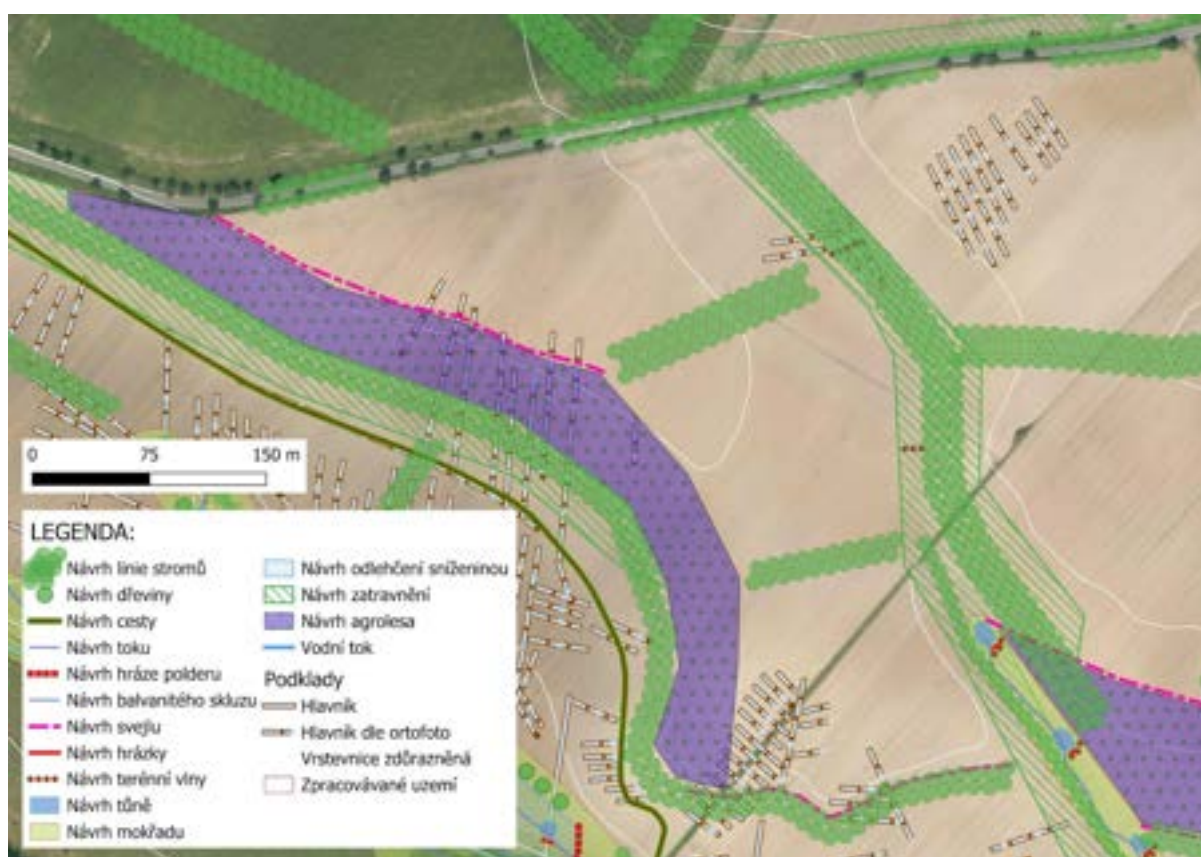 0 75 150 m
LEGENDA:
Návrh linie stromů
Návrh dřeviny
Návrh cesty
Návrh toku
Návrh hráze polderu
Návrh balvanitého skluzu
Návrh svejlu
Návrh hrázky
Návrh terénní vlny
Návrh tůně
Návrh mokřadu
Návrh odlehčení sníženinou
Návrh zatravnění
Návrh agrolesa
Vodní tok
Podklady
Hlavník
Hlavník dle ortofoto
Vrstevnice zdůrazněná
Zpracovávané uzemí